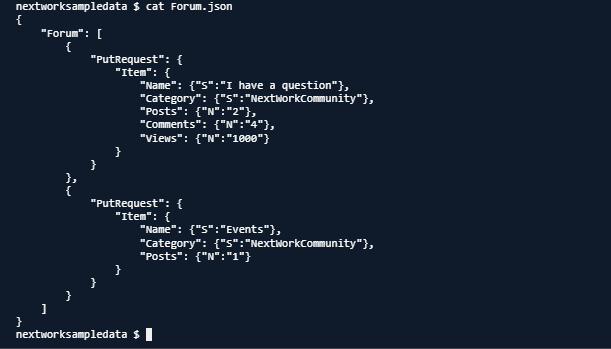 nextworksampledata $ cat Forum.json
{
    "Forum": [
        {
            "PutRequest": {
                "Item": {
                    "Name": {"S":"I have a question"},
                    "Category": {"S":"NextWorkCommunity"},
                    "Posts": {"N":"2"},
                    "Comments": {"N":"4"},
                    "Views": {"N":"1000"}
                }
            }
        },
        {
            "PutRequest": {
                "Item": {
                    "Name": {"S":"Events"},
                    "Category": {"S":"NextWorkCommunity"},
                    "Posts": {"N":"1"}
                }
            }
        }
    ]
}
nextworksampledata $